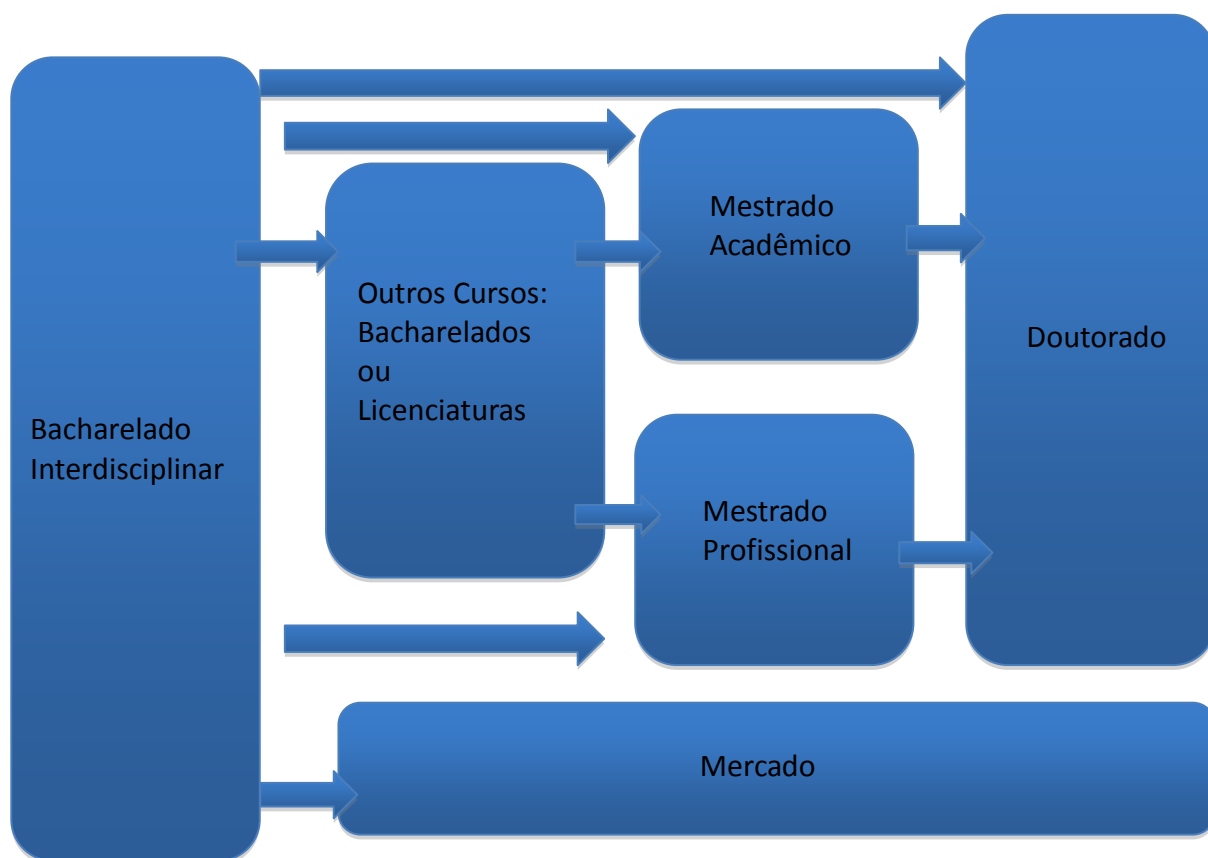 Bacharelado
Interdisciplinar
Outros Cursos:
Bacharelados
ou
Licenciaturas
Mestrado
Acadêmico
Mestrado
Profissional
Doutorado
Mercado